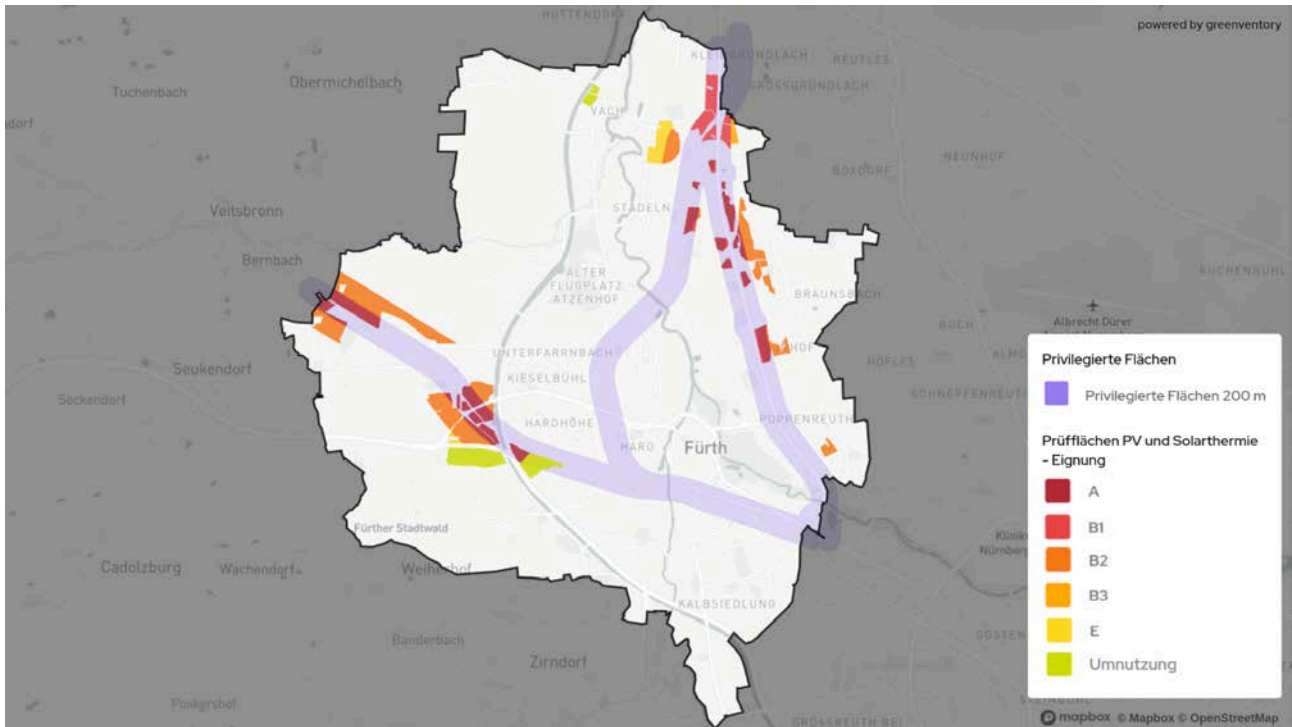 powered by greenventory
HÜTTENDORF
KLEINGRÜNDLACH
REUTLES
Obermichelbach
GROSSGRÜNDLACH
Tuchenbach
VACH
NEUNHOF
BOXDORF
STADELN
Veitsbronn
Bernbach
BUCHENBÜHL
ALTER
FLUGPLATZ
ATZENHOF
BRAUNSBACH
Albrecht Dürer
BUCH
HÖFLES
UNTERFARRNBACH
Seukendorf
KIESELBÜHL
SCHNEPFENREUTH
HARDHÖHE
POPPENREUTH
HARD
Fürth
Fürther Stadtwald
Cadolzburg
Wachendorf
Weiherhof
Nürnberg
KALBSIEDLUNG
Banderbach
Zirndorf
GROSSREUTH BEI
Privilegierte Flächen
Privilegierte Flächen 200 m
Prüfflächen PV und Solarthermie
- Eignung
A
B1
B2
B3
E
Umnutzung
mapbox © Mapbox © OpenStreetMap